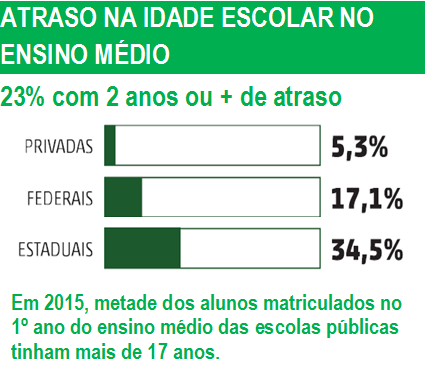 ATRASO NA IDADE ESCOLAR NO
ENSINO MÉDIO
23% com 2 anos ou + de atraso
PRIVADAS 5,3%
FEDERAIS 17,1%
ESTADUAIS 34,5%
Em 2015, metade dos alunos matriculados no
1º ano do ensino médio das escolas públicas
tinham mais de 17 anos.